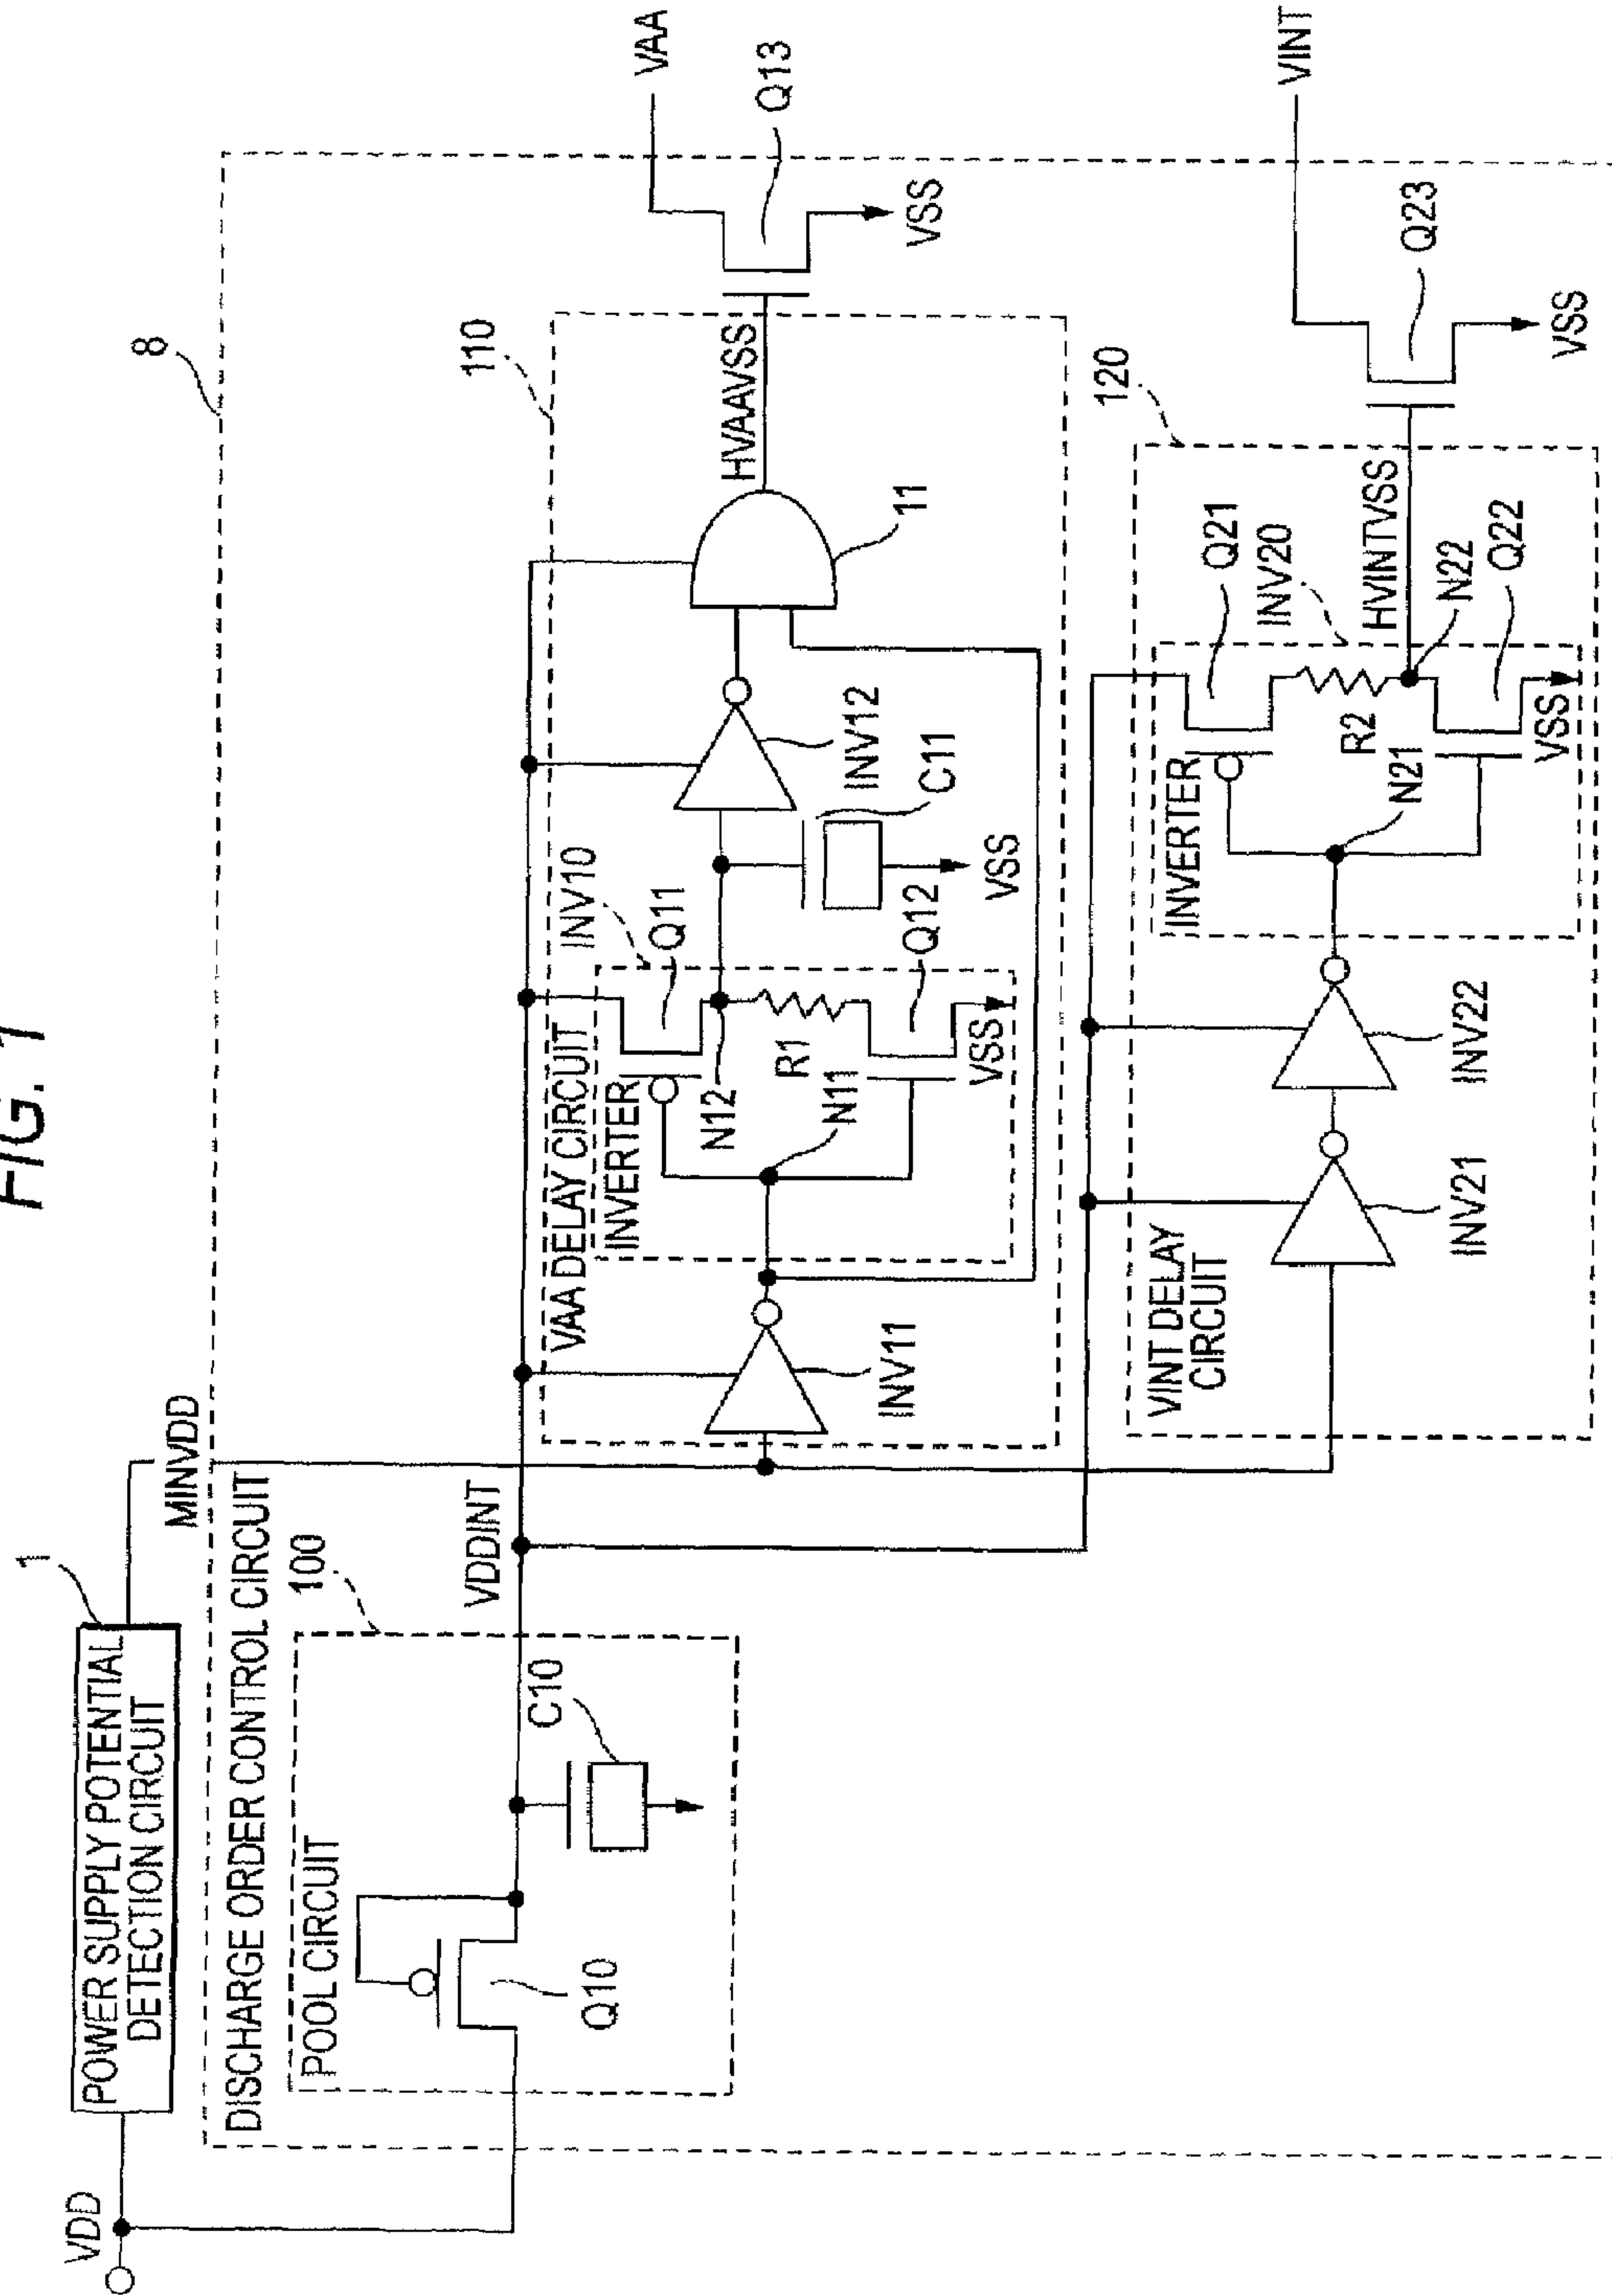 FIG. 1
VDD
POWER SUPPLY POTENTIAL
DETECTION CIRCUIT
1
MINVDD
8
DISCHARGE ORDER CONTROL CIRCUIT
POOL CIRCUIT
100
Q10
C10
VDDINT
110
VAA DELAY CIRCUIT
INV11
INVERTER
INV10
Q11
N12
R1
N11
Q12
VSS
C11
VSS
INV12
11
HVAAVSS
VAA
Q13
VSS
120
VINT DELAY
CIRCUIT
INV21
INV22
INVERTER
INV20
Q21
R2
N21
N22
Q22
VSS
HVINTVSS
VINT
Q23
VSS